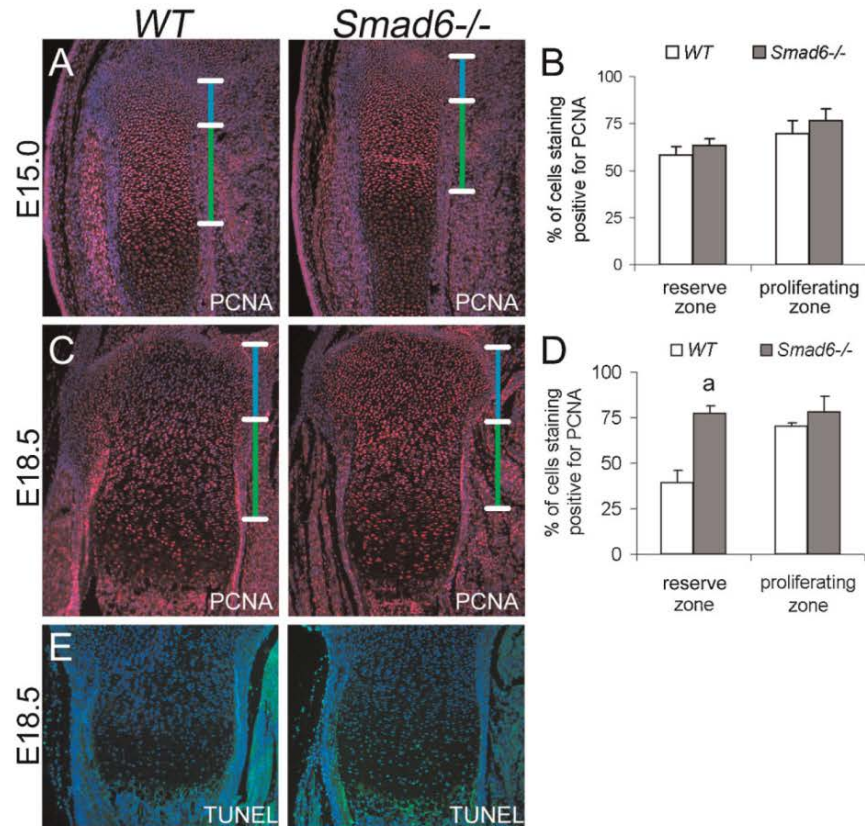 WT
Smad6-/-
A
E15.0
PCNA
PCNA
B
WT
Smad6-/-
% of cells staining
positive for PCNA
100
75
50
25
0
reserve
zone
proliferating
zone
C
E18.5
PCNA
PCNA
D
WT
Smad6-/-
% of cells staining
positive for PCNA
100
75
50
25
0
a
reserve
zone
proliferating
zone
E
E18.5
TUNEL
TUNEL